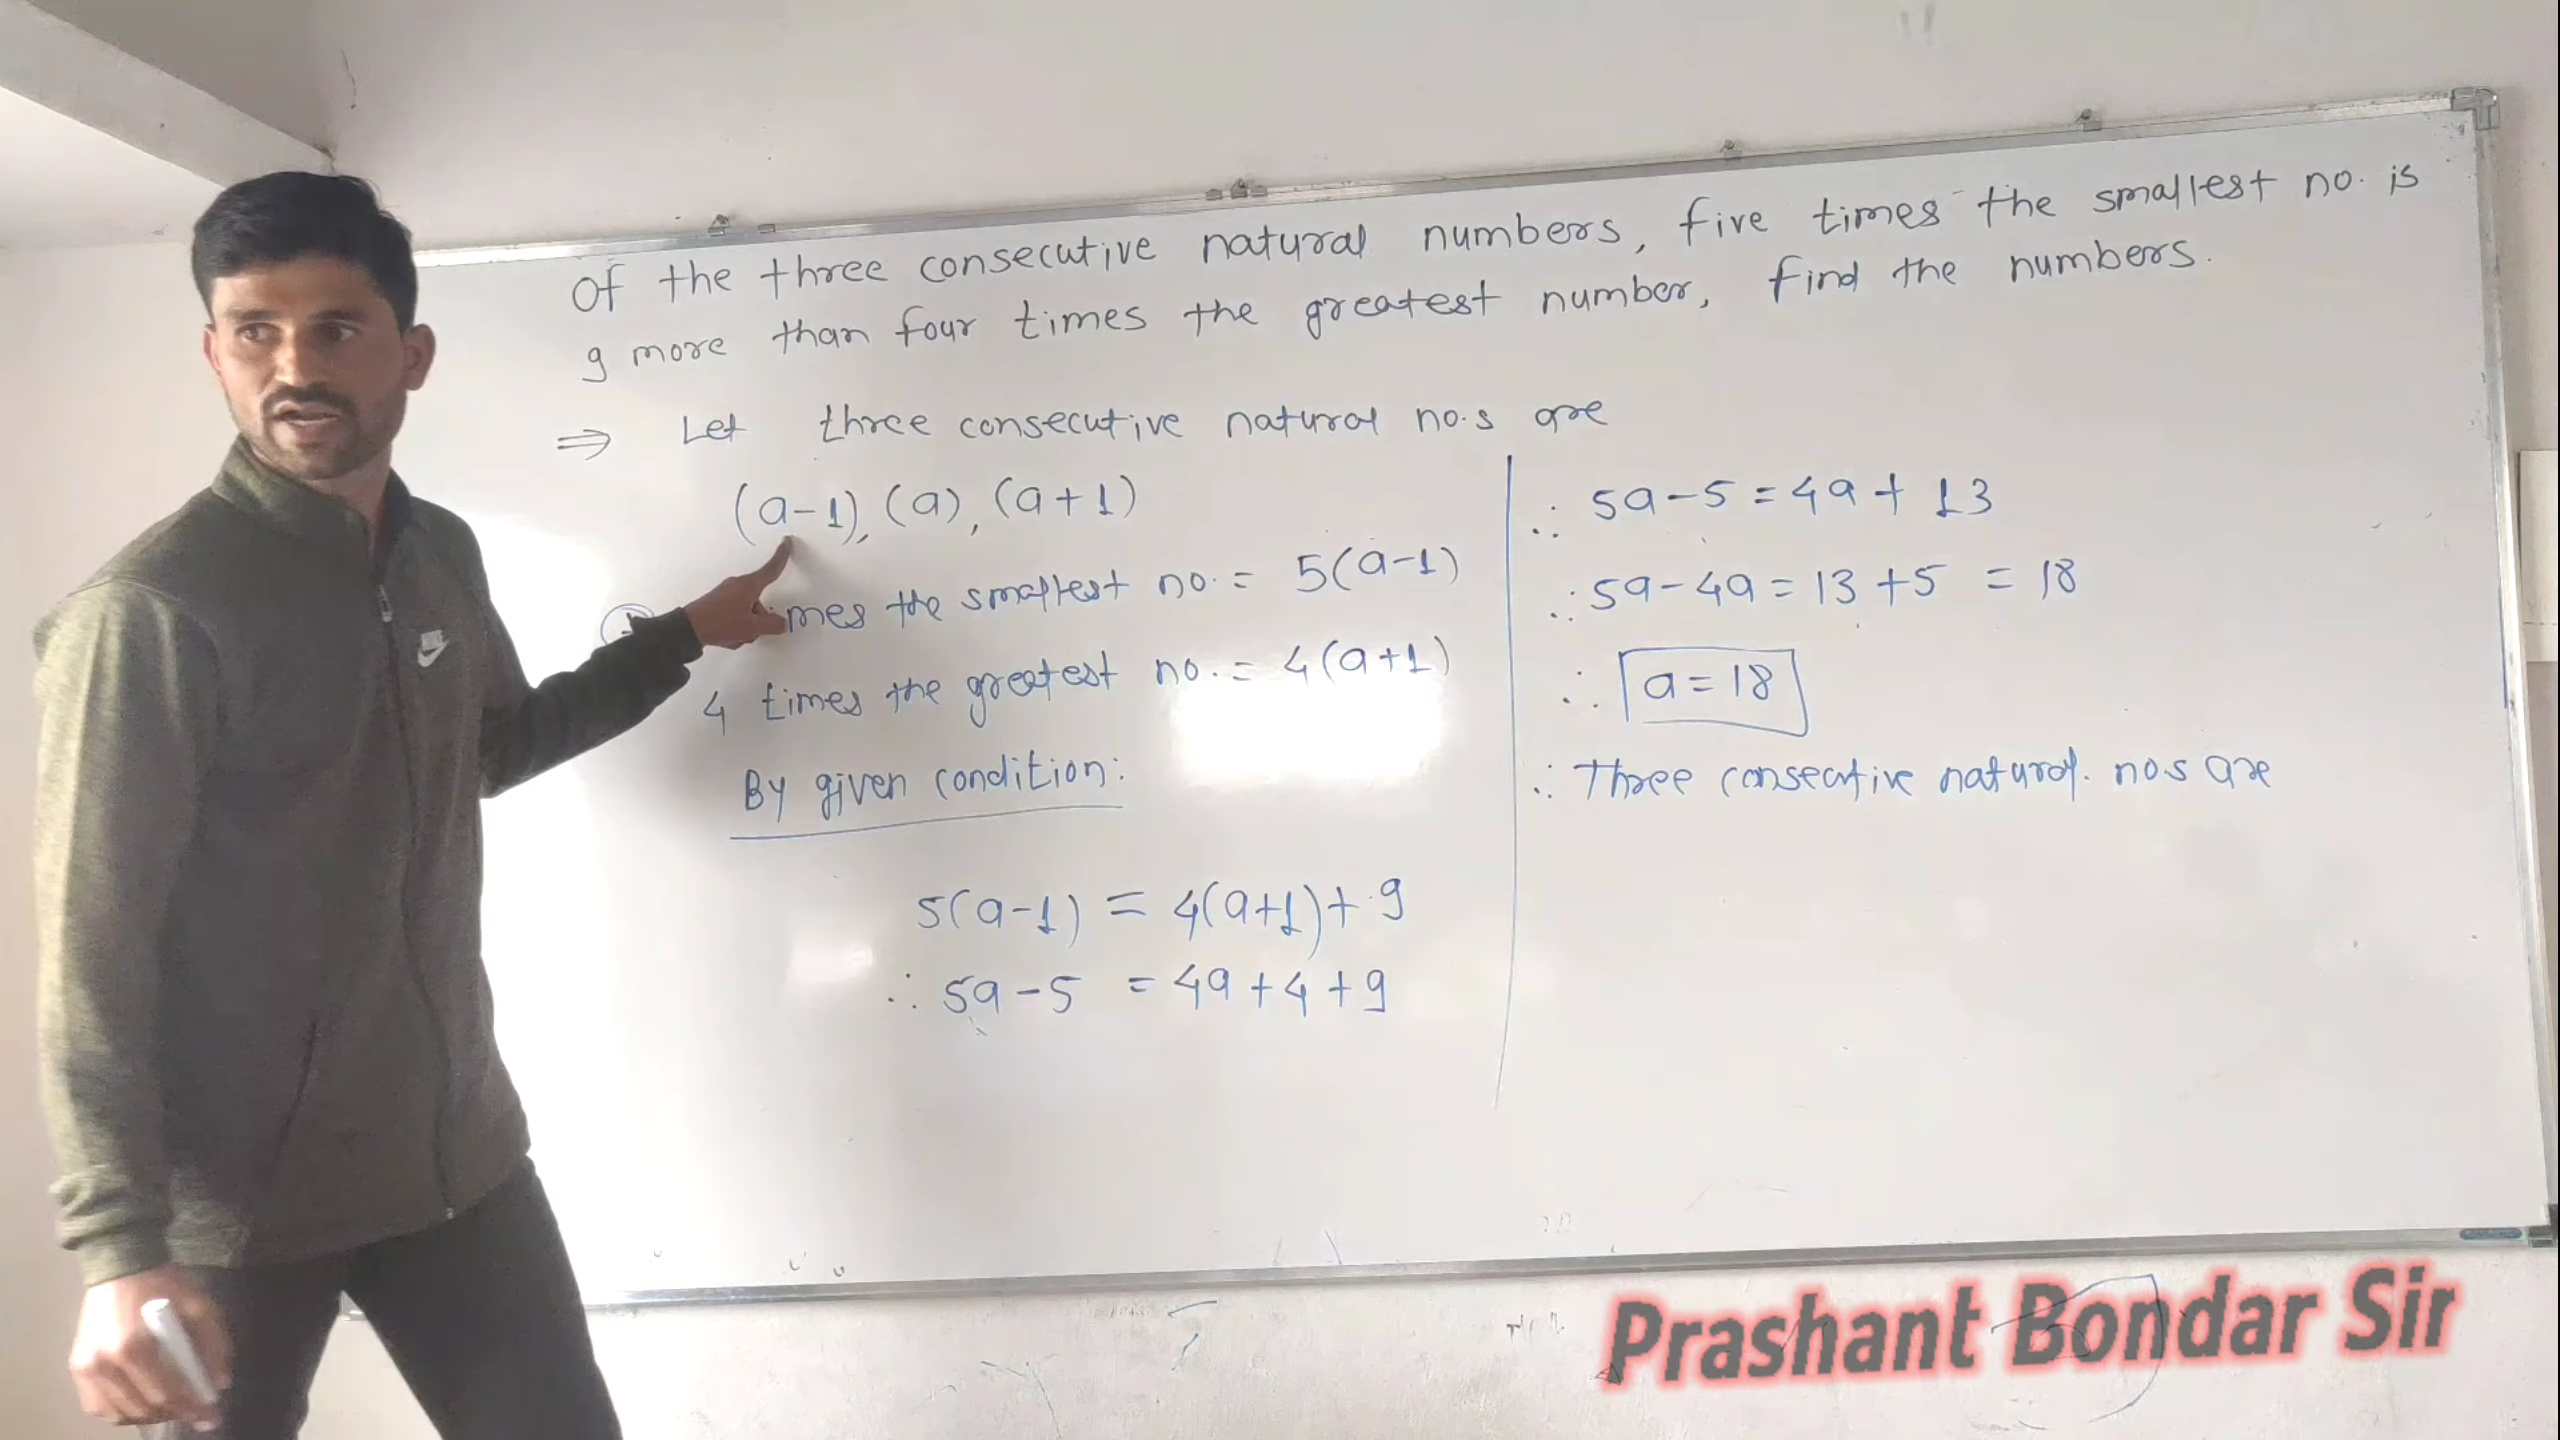 Of the three consecutive natural numbers, five times the smallest no. is
9 more than four times the greatest number, find the numbers.
⇒ Let three consecutive natural no.s are
(a-1), (a), (a+1)
the smallest no. = 5(a-1)
4 times the greatest no. = 4(a+1)
By given condition:
5(a-1) = 4(a+1)+9
∴ 5a-5 = 4a+4+9
∴ 5a-5=4a+13
∴ 5a-4a=13+5 =18
∴ a=18
∴ Three consecutive natural. nos are
Prashant Bondar Sir